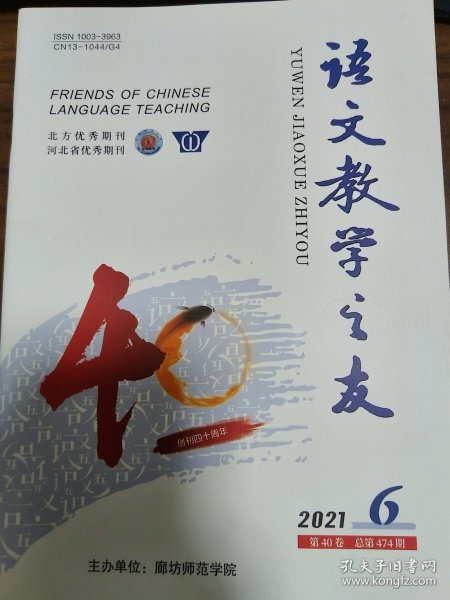 ISSN 1003-3963
CN13-1044/G4
FRIENDS OF CHINESE
LANGUAGE TEACHING
北方优秀期刊
河北省优秀期刊
语文教学之友
YUWEN JIAOXUE ZHIYOU
40
创刊四十周年
2021 6
第40卷 总第474期
主办单位：廊坊师范学院
孔夫子旧书网
www.kongfz.com